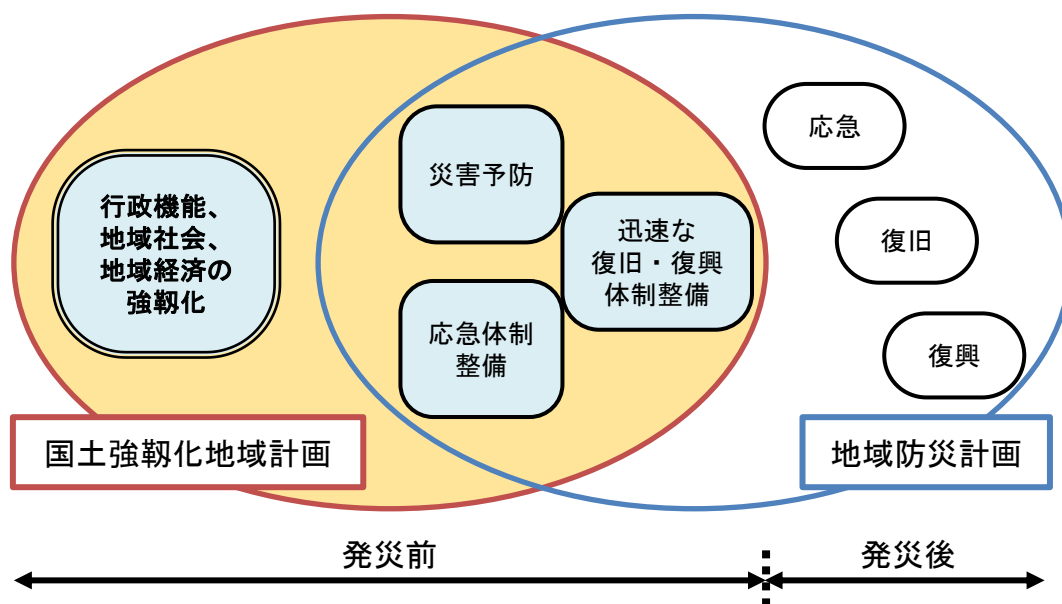 行政機能、
地域社会、
地域経済の
強靱化
災害予防
応急体制
整備
迅速な
復旧・復興
体制整備
応急
復旧
復興
国土強靱化地域計画
地域防災計画
発災前
発災後